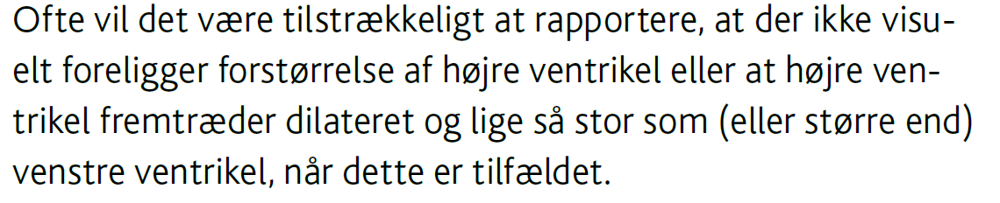 Ofte vil det være tilstrækkeligt at rapportere, at der ikke visu-
elt foreligger forstørrelse af højre ventrikel eller at højre ven-
trikel fremtræder dilateret og lige så stor som (eller større end)
venstre ventrikel, når dette er tilfældet.